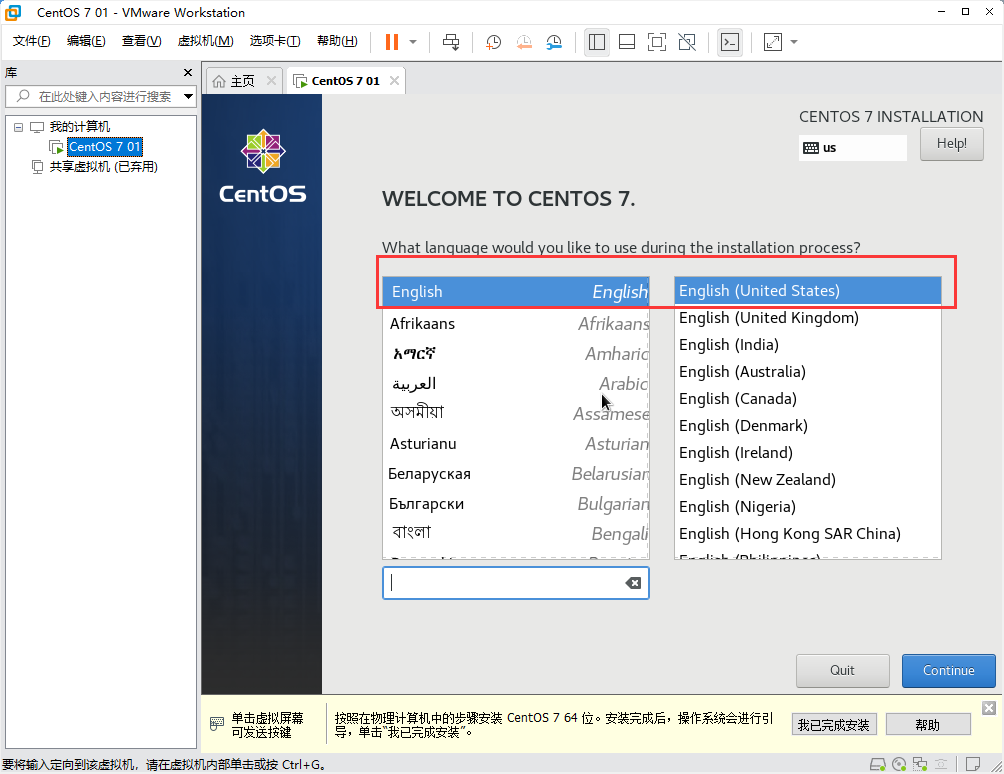 CentOS 7 01 - VMware Workstation
文件(F) 编辑(E) 查看(V) 虚拟机(M) 选项卡(T) 帮助(H)
库
在此处键入内容进行搜索
我的计算机
CentOS 7 01
共享虚拟机 (已弃用)
主页
CentOS 7 01
CentOS
CENTOS 7 INSTALLATION
us
Help!
WELCOME TO CENTOS 7.
What language would you like to use during the installation process?
English English
Afrikaans Afrikaans
አማርኛ Amharic
العربية Arabic
অসমীয়া Assamese
Asturianu Asturian
Беларуская Belarusian
Български Bulgarian
বাংলা Bengali
English (United States)
English (United Kingdom)
English (India)
English (Australia)
English (Canada)
English (Denmark)
English (Ireland)
English (New Zealand)
English (Nigeria)
English (Hong Kong SAR China)
English (Philippines)
Quit
Continue
单击虚拟屏幕
可发送按键
按照在物理计算机中的步骤安装 CentOS 7 64 位。安装完成后，操作系统会进行引
导，单击“我已完成安装”。
我已完成安装
帮助
要将输入定向到该虚拟机，请在虚拟机内部单击或按 Ctrl+G。